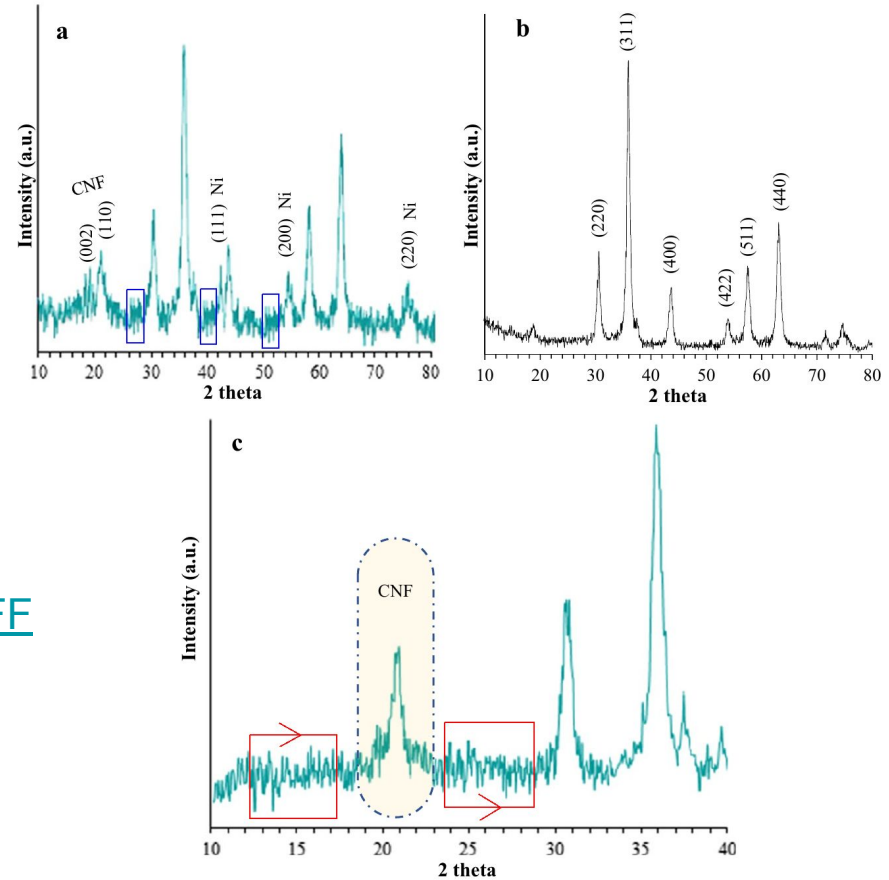 a
Intensity (a.u.)
CNF
(002)
(110)
(111) Ni
(200) Ni
(220) Ni
10 20 30 40 50 60 70 80
2 theta
b
Intensity (a.u.)
(220)
(311)
(400)
(422)
(511)
(440)
10 20 30 40 50 60 70 80
2 theta
c
Intensity (a.u.)
CNF
10 15 20 25 30 35 40
2 theta